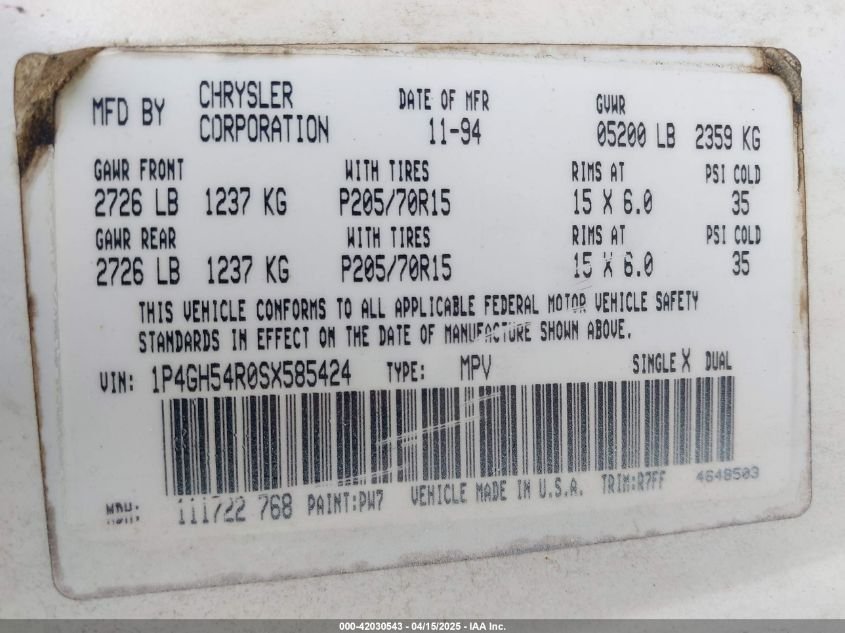 MFD BY CHRYSLER CORPORATION DATE OF MFR 11-94 GVWR 05200 LB 2359 KG
GAWR FRONT WITH TIRES RIMS AT PSI COLD
2726 LB 1237 KG P205/70R15 15 X 6.0 35
GAWR REAR WITH TIRES RIMS AT PSI COLD
2726 LB 1237 KG P205/70R15 15 X 6.0 35
THIS VEHICLE CONFORMS TO ALL APPLICABLE FEDERAL MOTOR VEHICLE SAFETY
STANDARDS IN EFFECT ON THE DATE OF MANUFACTURE SHOWN ABOVE.
VIN: 1P4GH54R0SX585424 TYPE: MPV SINGLE X DUAL
MDH: 111722 768 PAINT:PW7 VEHICLE MADE IN U.S.A. TRIM:R7FF 4648503
000-42030543 - 04/15/2025 - IAA Inc.